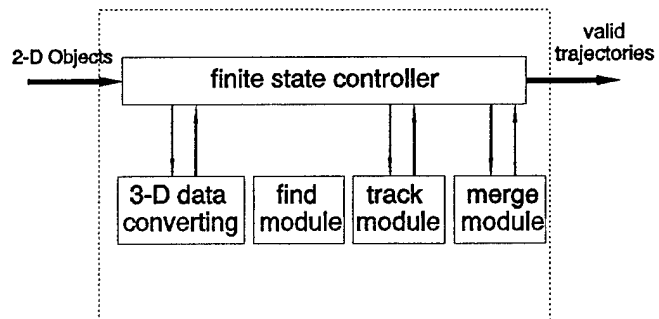 2-D Objects
finite state controller
valid
trajectories
3-D data
converting
find
module
track
module
merge
module